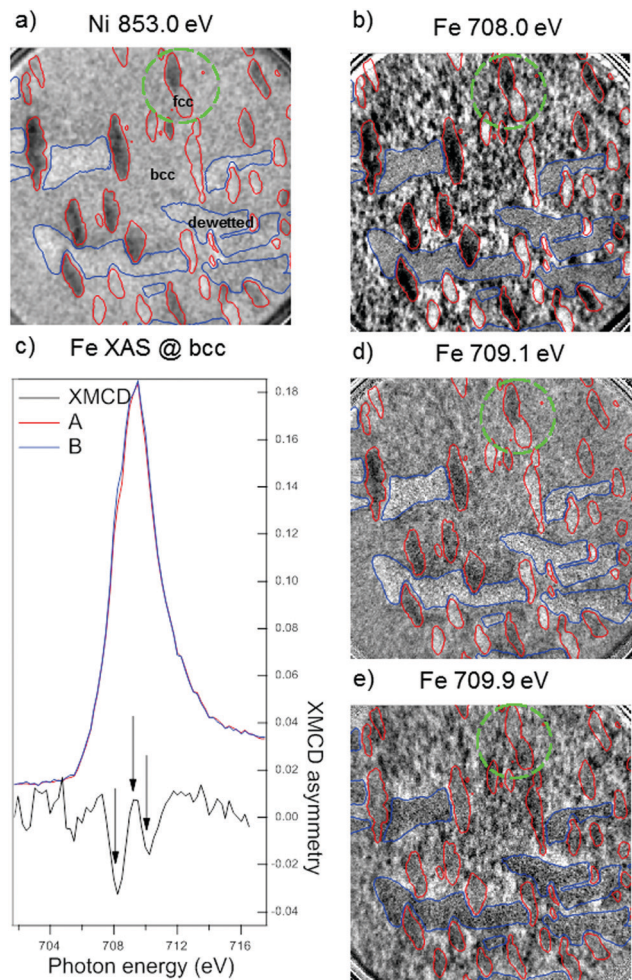 a)
Ni 853.0 eV
fcc
bcc
dewetted
b)
Fe 708.0 eV
c)
Fe XAS @ bcc
XMCD
A
B
0.18
0.16
0.14
0.12
0.10
0.08
0.06
0.04
0.02
0.00
-0.02
-0.04
XMCD asymmetry
704
708
712
716
Photon energy (eV)
d)
Fe 709.1 eV
e)
Fe 709.9 eV